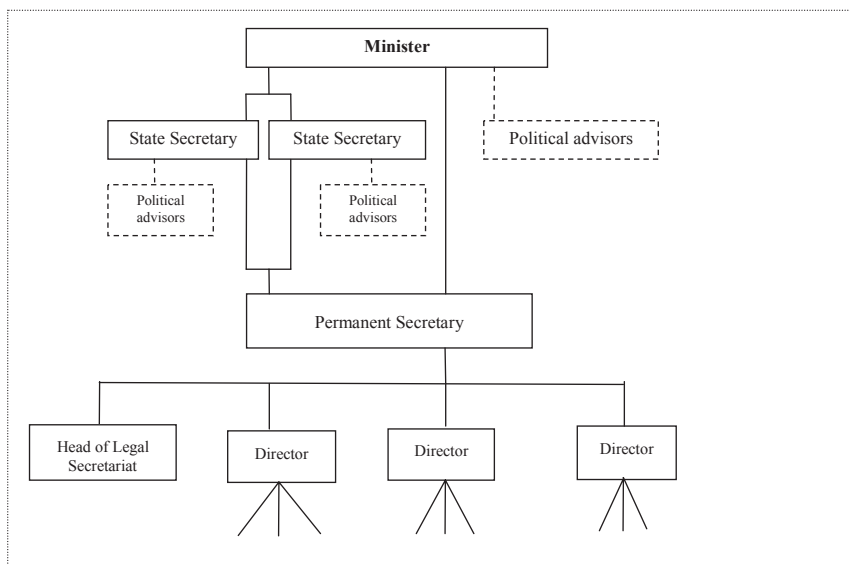 Minister
State Secretary
State Secretary
Political advisors
Political
advisors
Political
advisors
Permanent Secretary
Head of Legal
Secretariat
Director
Director
Director